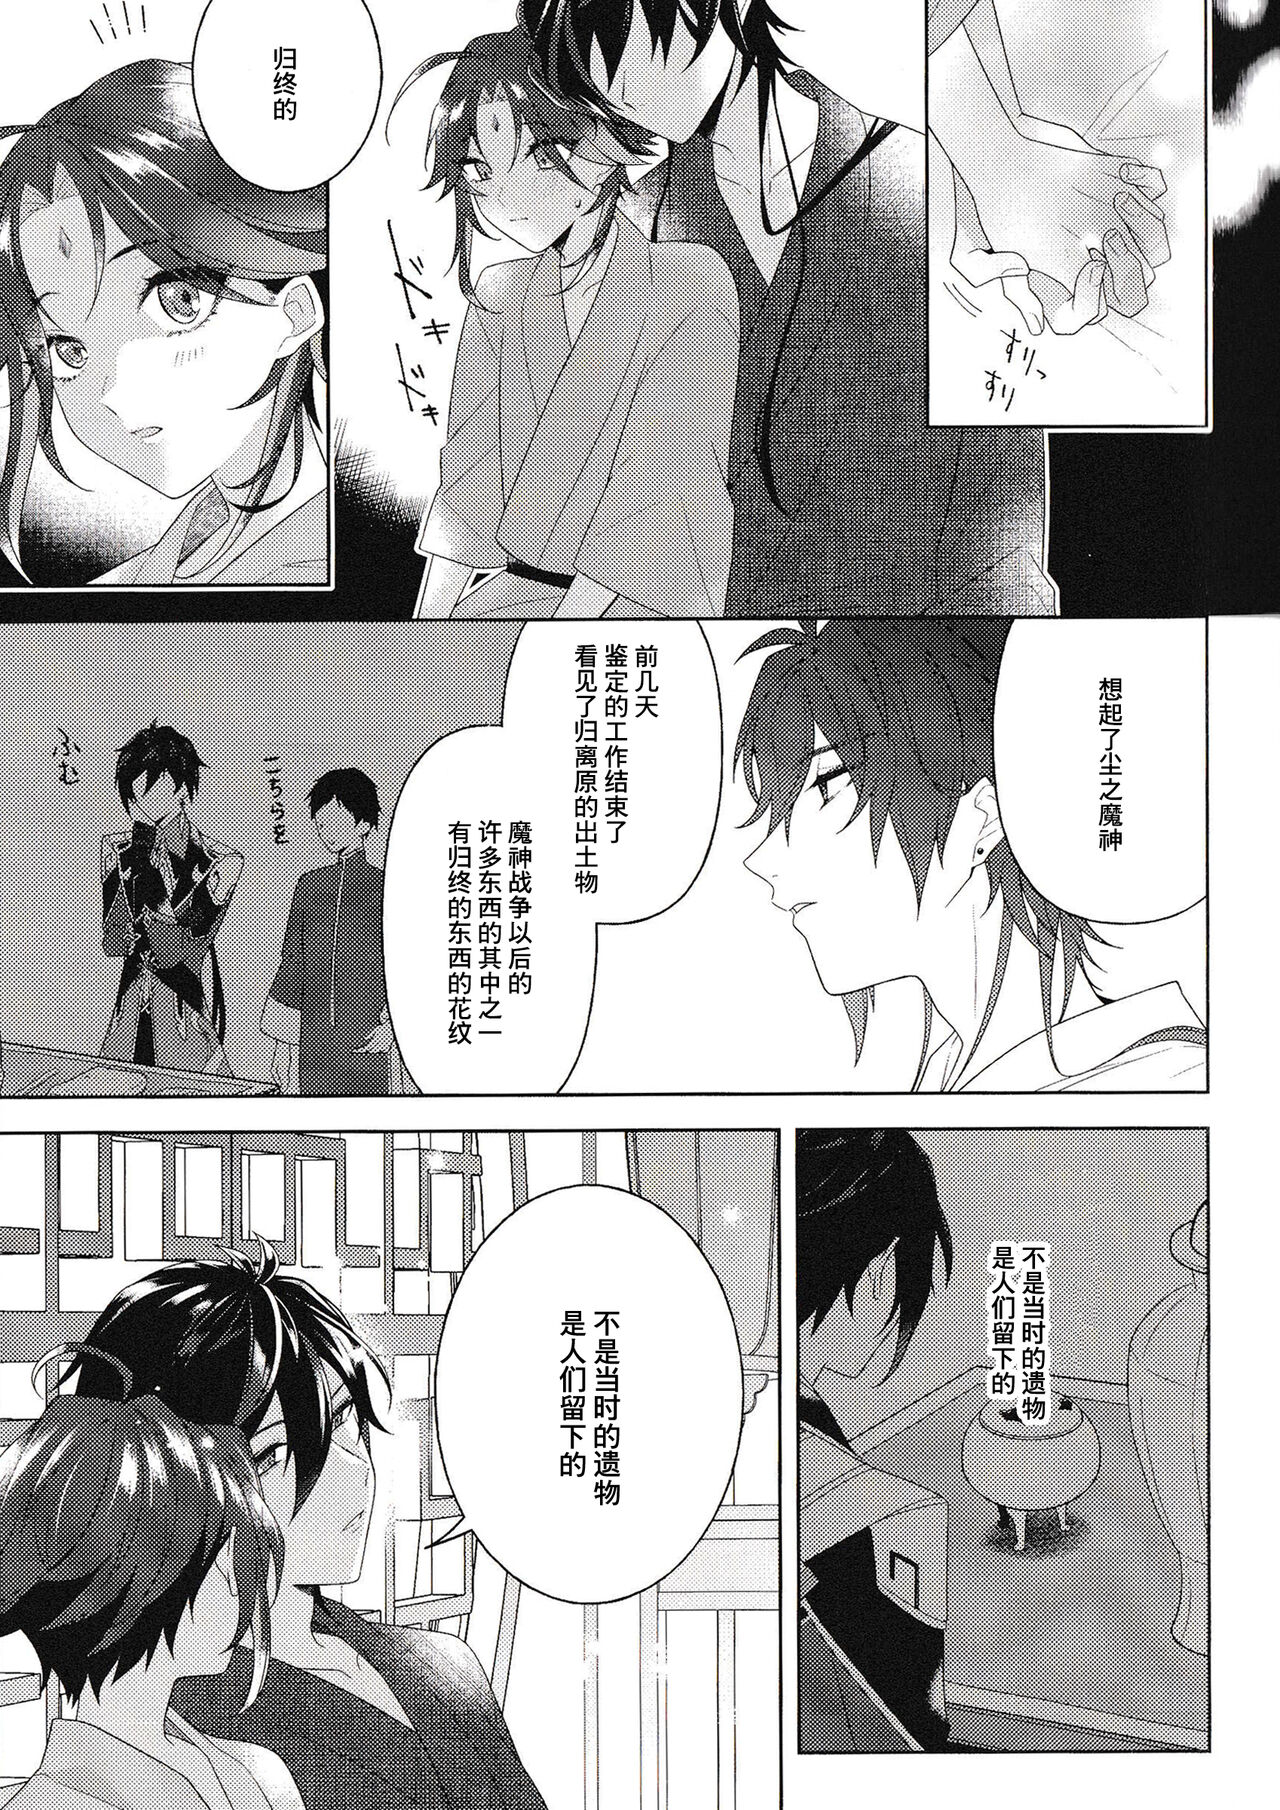 すりっ
すり
ドキ
ドキ
归终的
想起了尘之魔神
前几天
鉴定的工作结束了
看见了归离原的出土物
魔神战争以后的
许多东西的其中之一
有归终的东西的花纹
こちらを
ふむ
不是当时的遗物
是人们留下的
不是当时的遗物
是人们留下的